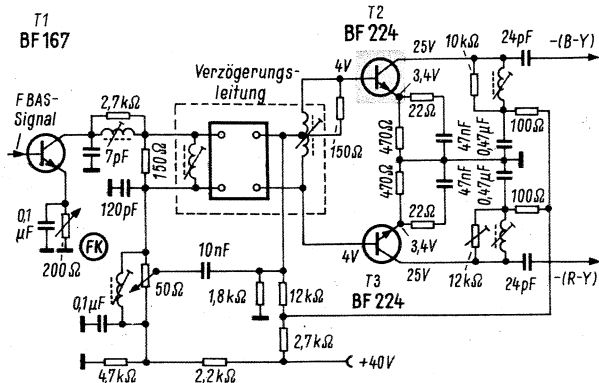 T1
BF 167
T2
BF 224
FBAS-
Signal
2,7kΩ
7pF
150Ω
120pF
0,1
µF
200Ω
FK
Verzögerungs-
leitung
4V
25V
3,4V
22Ω
150Ω
470Ω
470Ω
47nF
47nF
0,47µF
0,47µF
10kΩ
24pF
-(B-Y)
100Ω
100Ω
22Ω
3,4V
4V
25V
T3
BF 224
12kΩ
24pF
-(R-Y)
10nF
50Ω
0,1µF
1,8kΩ
12kΩ
2,7kΩ
4,7kΩ
2,2kΩ
+40V